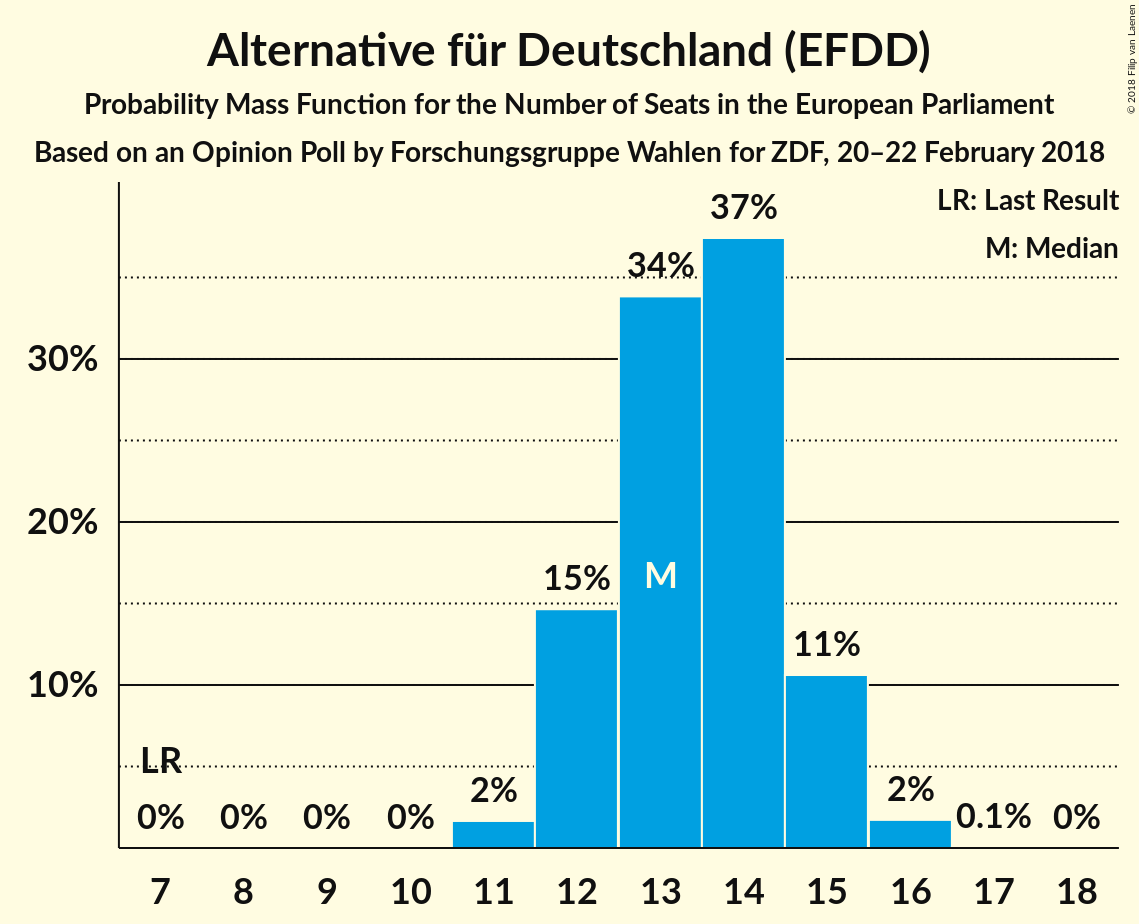 Alternative für Deutschland (EFDD)
Probability Mass Function for the Number of Seats in the European Parliament
Based on an Opinion Poll by Forschungsgruppe Wahlen for ZDF, 20–22 February 2018
© 2018 Filip van Laenen
LR: Last Result
M: Median
37%
34%
30%
20%
15%
M
11%
10%
LR
0%
0%
0%
0%
2%
2%
0.1%
0%
7 8 9 10 11 12 13 14 15 16 17 18